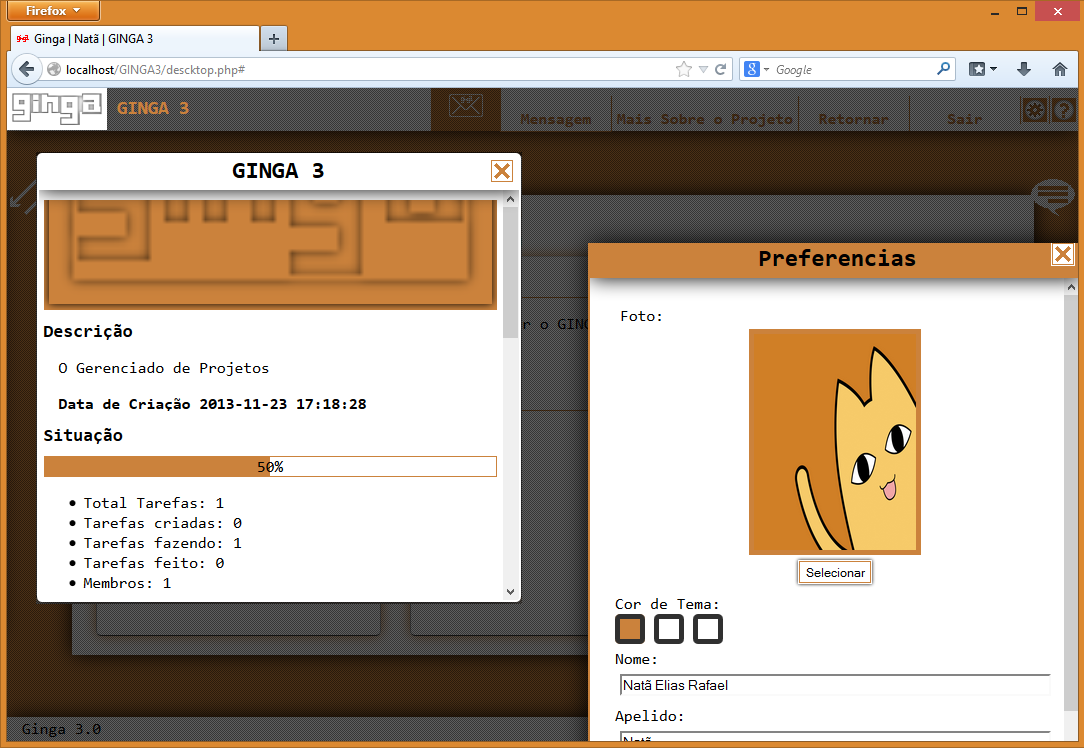 Firefox
Ginga | Natã | GINGA 3
localhost/GINGA3/descktop.php#
Google
ginga
GINGA 3
Mensagem
Mais Sobre o Projeto
Retornar
Sair
GINGA 3
Descrição
O Gerenciado de Projetos
Data de Criação 2013-11-23 17:18:28
Situação
50%
Total Tarefas: 1
Tarefas criadas: 0
Tarefas fazendo: 1
Tarefas feito: 0
Membros: 1
r o GING
Preferencias
Foto:
Selecionar
Cor de Tema:
Nome:
Natã Elias Rafael
Apelido:
Natã
Ginga 3.0